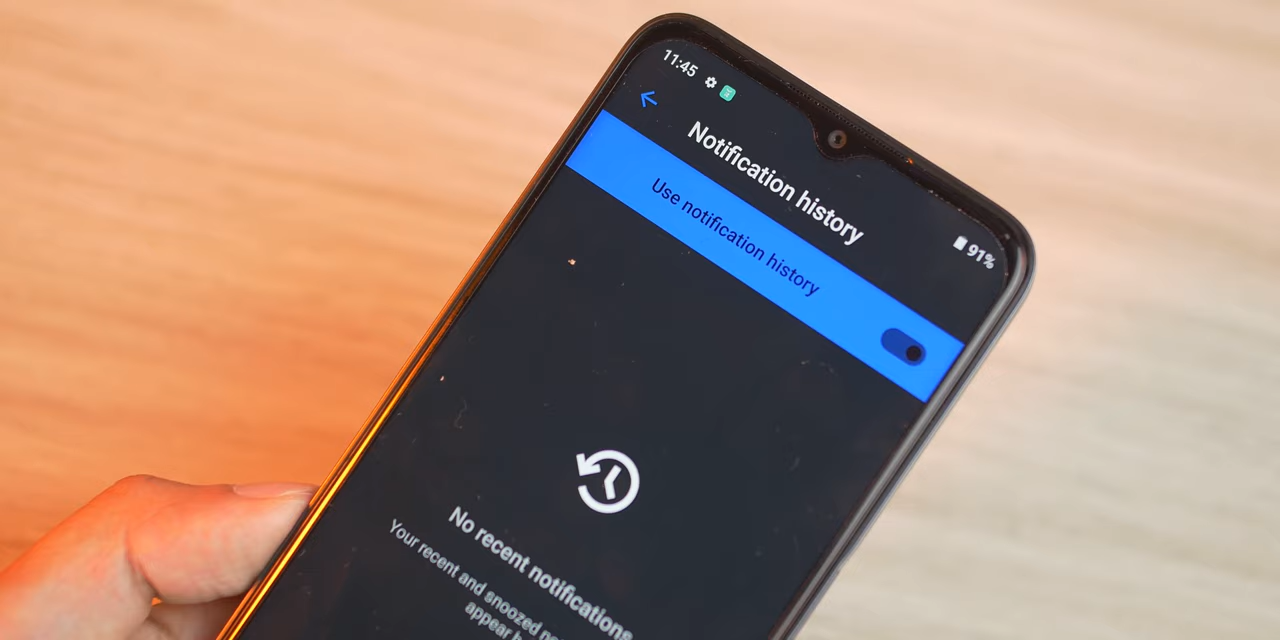 11:45
91%
Notification history
Use notification history
No recent notifications
Your recent and snoozed
appear